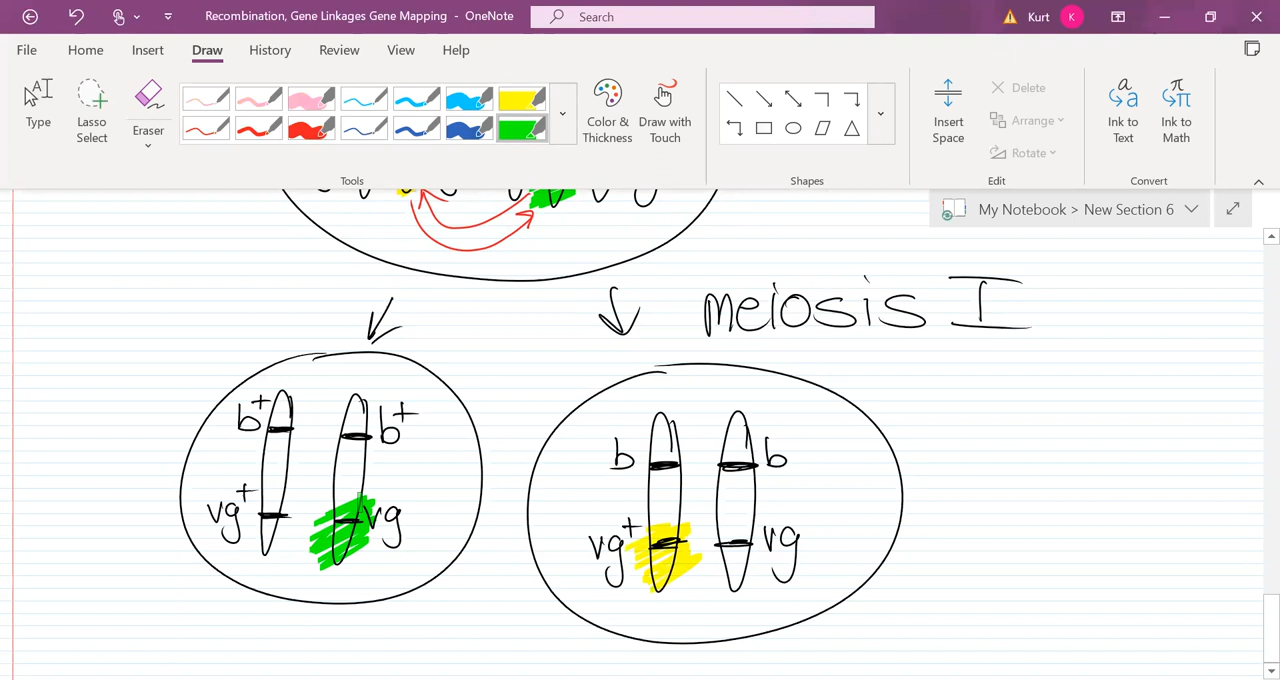 Recombination, Gene Linkages Gene Mapping - OneNote
Search
Kurt K
File Home Insert Draw History Review View Help
Type
Lasso Select
Eraser
Color & Thickness
Draw with Touch
Insert Space
Delete
Arrange
Rotate
Ink to Text
Ink to Math
Tools Shapes Edit Convert
My Notebook > New Section 6
meiosis I
b+ b+
vg+ vg
b b
vg+ vg